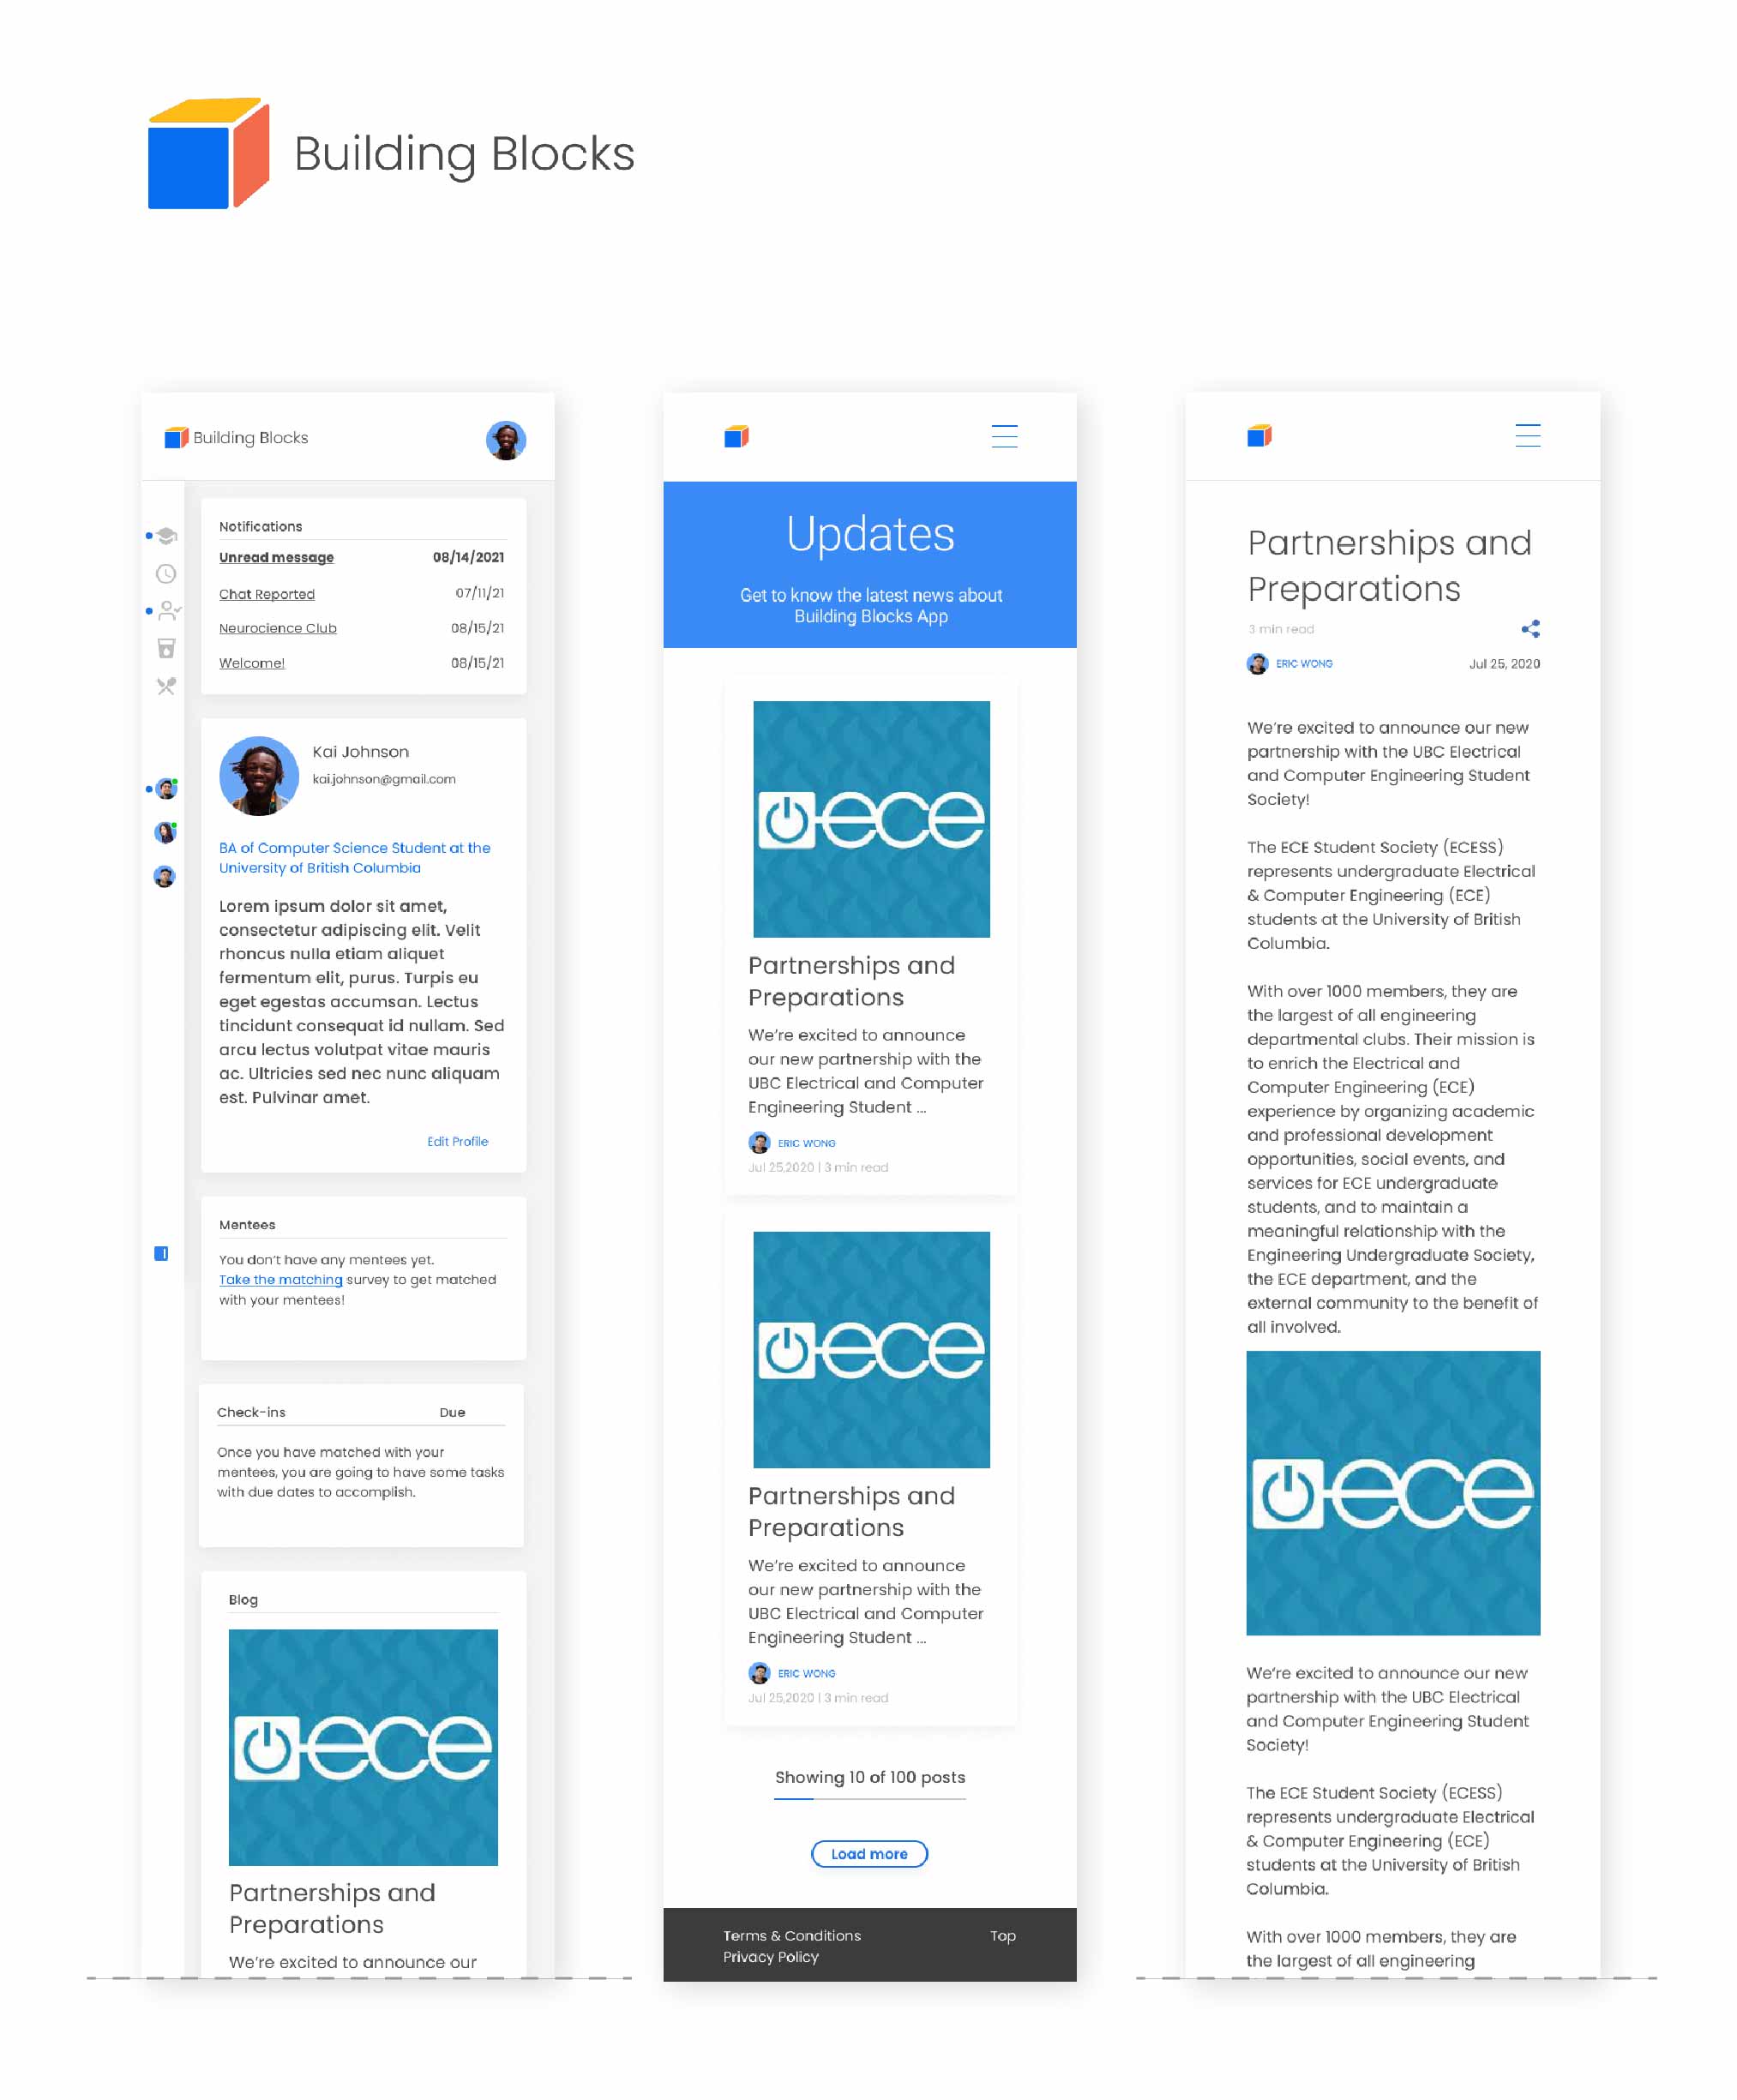 Building Blocks
Building Blocks
Notifications
Unread message 08/14/2021
Chat Reported 07/11/21
Neurocience Club 08/15/21
Welcome! 08/15/21
Kai Johnson
kai.johnson@gmail.com
BA of Computer Science Student at the
University of British Columbia
Lorem ipsum dolor sit amet,
consectetur adipiscing elit. Velit
rhoncus nulla etiam aliquet
fermentum elit, purus. Turpis eu
eget egestas accumsan. Lectus
tincidunt consequat id nullam. Sed
arcu lectus volutpat vitae mauris
ac. Ultricies sed nec nunc aliquam
est. Pulvinar amet.
Edit Profile
Mentees
You don't have any mentees yet.
Take the matching survey to get matched
with your mentees!
Check-ins Due
Once you have matched with your
mentees, you are going to have some tasks
with due dates to accomplish.
Blog
ece
Partnerships and
Preparations
We're excited to announce our
Updates
Get to know the latest news about
Building Blocks App
ece
Partnerships and
Preparations
We're excited to announce
our new partnership with the
UBC Electrical and Computer
Engineering Student ...
ERIC WONG
Jul 25,2020 | 3 min read
ece
Partnerships and
Preparations
We're excited to announce
our new partnership with the
UBC Electrical and Computer
Engineering Student ...
ERIC WONG
Jul 25,2020 | 3 min read
Showing 10 of 100 posts
Load more
Terms & Conditions Top
Privacy Policy
Partnerships and
Preparations
3 min read
ERIC WONG Jul 25, 2020
We're excited to announce our new
partnership with the UBC Electrical
and Computer Engineering Student
Society!
The ECE Student Society (ECESS)
represents undergraduate Electrical
& Computer Engineering (ECE)
students at the University of British
Columbia.
With over 1000 members, they are
the largest of all engineering
departmental clubs. Their mission is
to enrich the Electrical and
Computer Engineering (ECE)
experience by organizing academic
and professional development
opportunities, social events, and
services for ECE undergraduate
students, and to maintain a
meaningful relationship with the
Engineering Undergraduate Society,
the ECE department, and the
external community to the benefit of
all involved.
ece
We're excited to announce our new
partnership with the UBC Electrical
and Computer Engineering Student
Society!
The ECE Student Society (ECESS)
represents undergraduate Electrical
& Computer Engineering (ECE)
students at the University of British
Columbia.
With over 1000 members, they are
the largest of all engineering